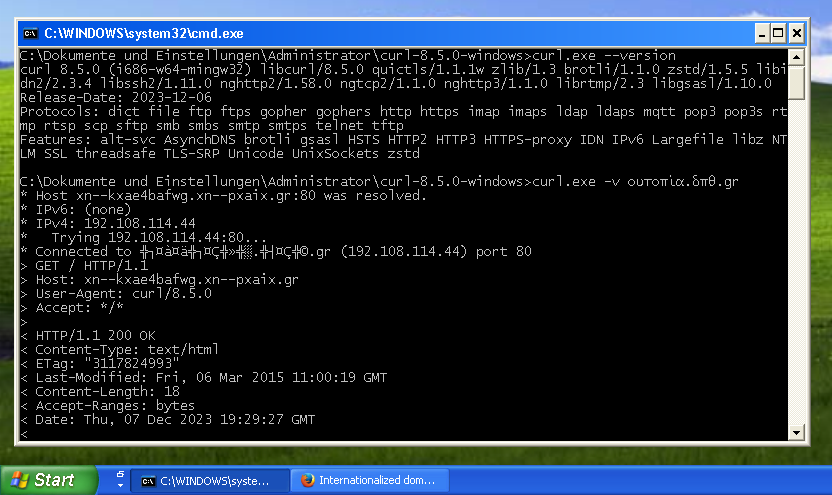 C:\WINDOWS\system32\cmd.exe
C:\Dokumente und Einstellungen\Administrator\curl-8.5.0-windows>curl.exe --version
curl 8.5.0 (i686-w64-mingw32) libcurl/8.5.0 quictls/1.1.1w zlib/1.3 brotli/1.1.0 zstd/1.5.5 libi
dn2/2.3.4 libssh2/1.11.0 nghttp2/1.58.0 ngtcp2/1.1.0 nghttp3/1.1.0 librtmp/2.3 libgsasl/1.10.0
Release-Date: 2023-12-06
Protocols: dict file ftp ftps gopher gophers http https imap imaps ldap ldaps mqtt pop3 pop3s rt
mp rtsp scp sftp smb smbs smtp smtps telnet tftp
Features: alt-svc AsynchDNS brotli gsasl HSTS HTTP2 HTTP3 HTTPS-proxy IDN IPv6 Largefile libz NT
LM SSL threadsafe TLS-SRP Unicode UnixSockets zstd
C:\Dokumente und Einstellungen\Administrator\curl-8.5.0-windows>curl.exe -v ουτοπία.δπθ.gr
* Host xn--kxae4bafwg.xn--pxaix.gr:80 was resolved.
* IPv6: (none)
* IPv4: 192.108.114.44
*   Trying 192.108.114.44:80...
* Connected to .gr (192.108.114.44) port 80
> GET / HTTP/1.1
> Host: xn--kxae4bafwg.xn--pxaix.gr
> User-Agent: curl/8.5.0
> Accept: */*
>
< HTTP/1.1 200 OK
< Content-Type: text/html
< ETag: "3117824993"
< Last-Modified: Fri, 06 Mar 2015 11:00:19 GMT
< Content-Length: 18
< Accept-Ranges: bytes
< Date: Thu, 07 Dec 2023 19:29:27 GMT
<
Start
C:\WINDOWS\syste...
Internationalized dom...